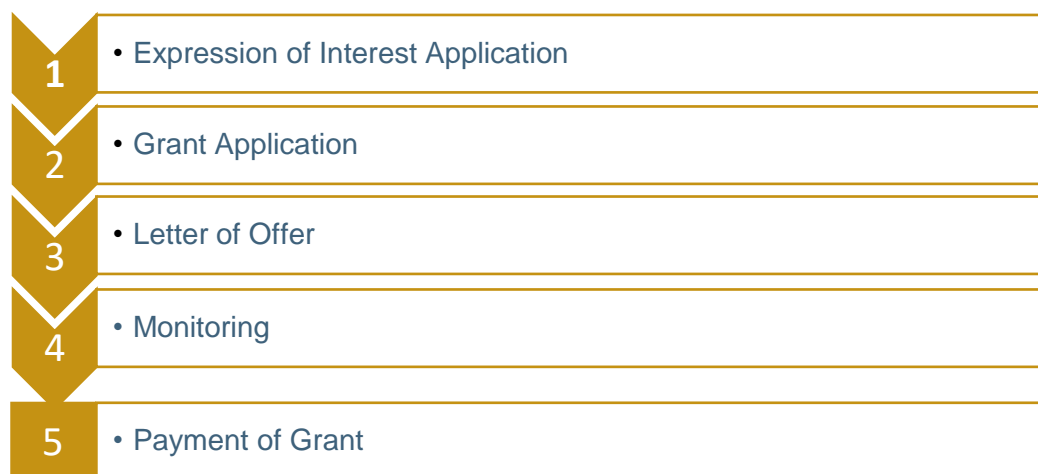 1 • Expression of Interest Application
2 • Grant Application
3 • Letter of Offer
4 • Monitoring
5 • Payment of Grant